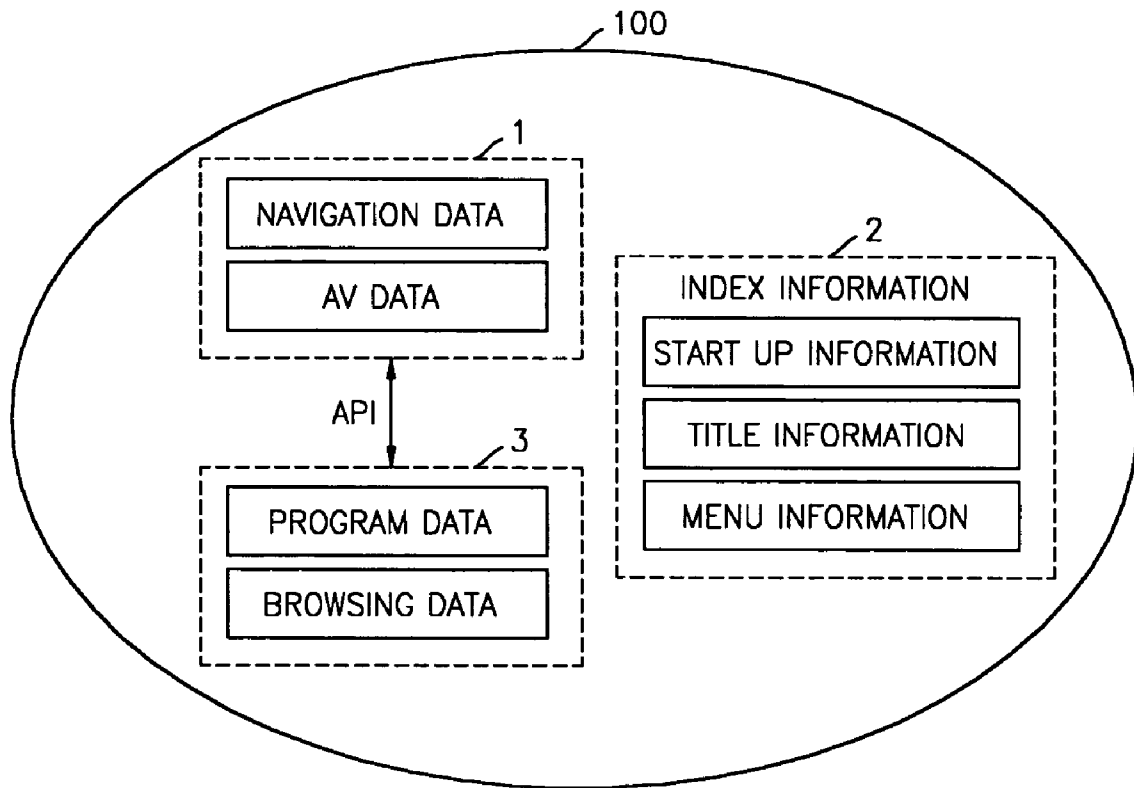 100
1
NAVIGATION DATA
AV DATA
2
INDEX INFORMATION
START UP INFORMATION
TITLE INFORMATION
MENU INFORMATION
API
3
PROGRAM DATA
BROWSING DATA